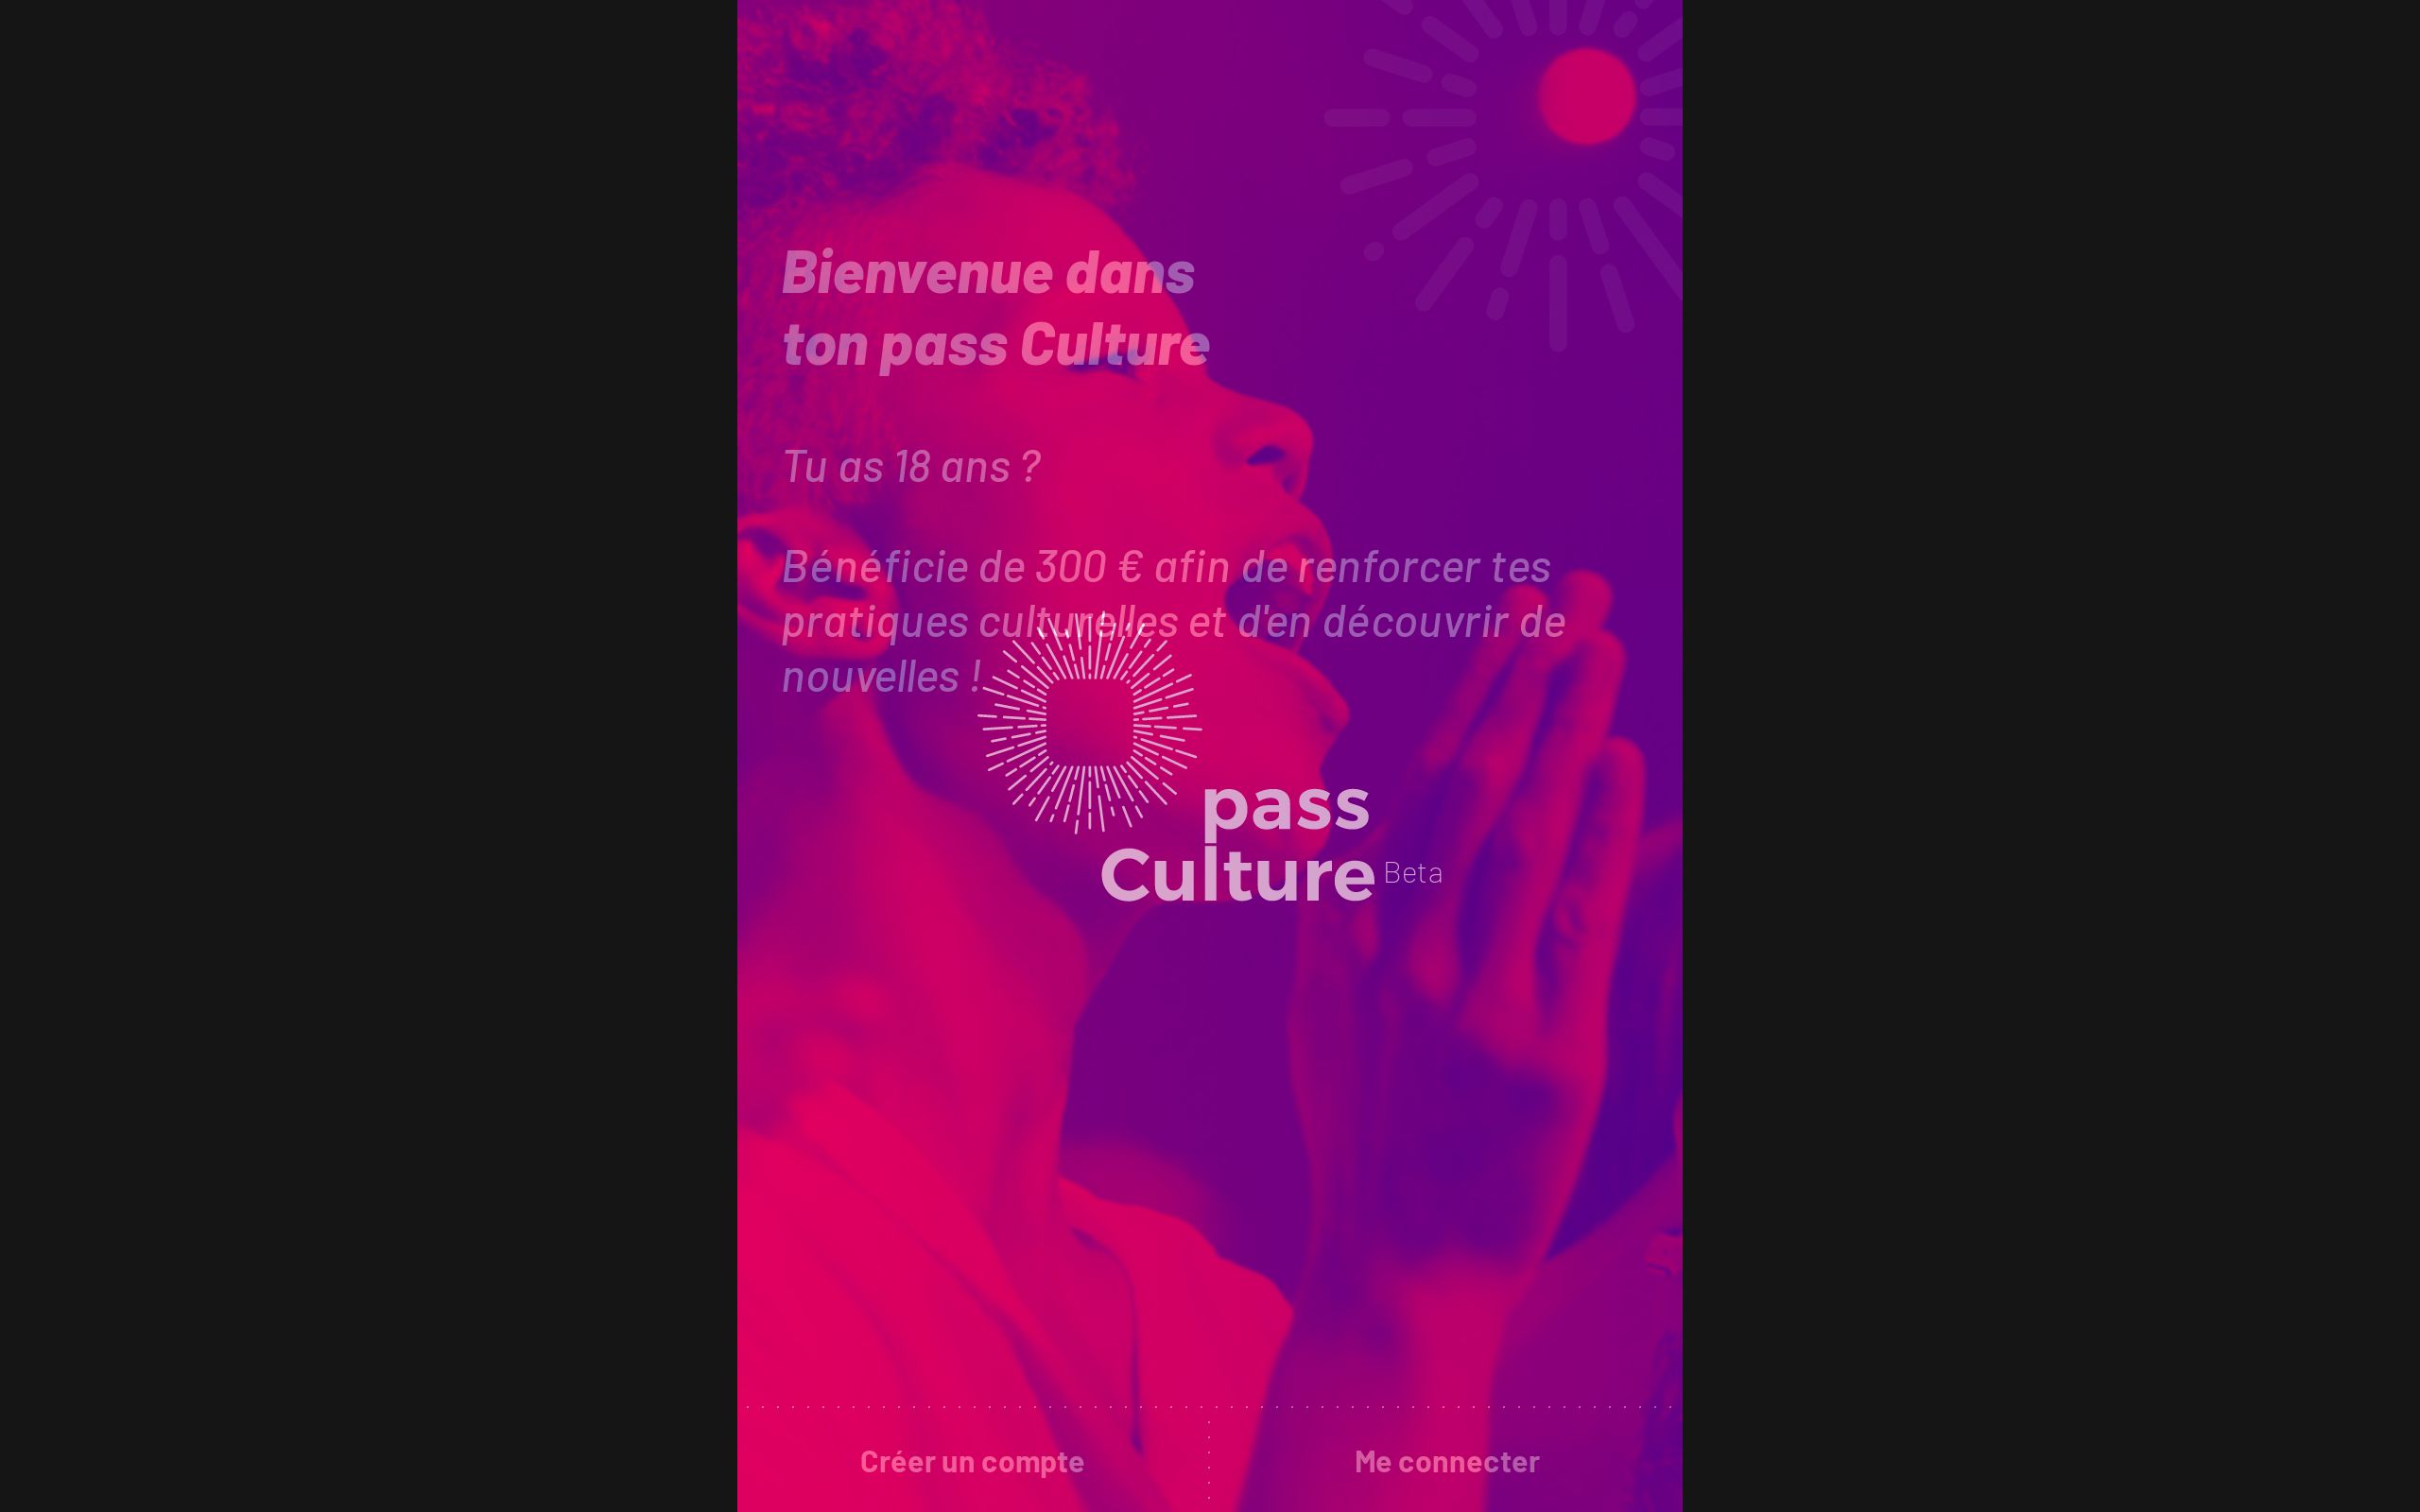 Bienvenue dans
ton pass Culture
Tu as 18 ans ?
Bénéficie de 300 € afin de renforcer tes
pratiques culturelles et d'en découvrir de
nouvelles !
pass
Culture Beta
Créer un compte
Me connecter